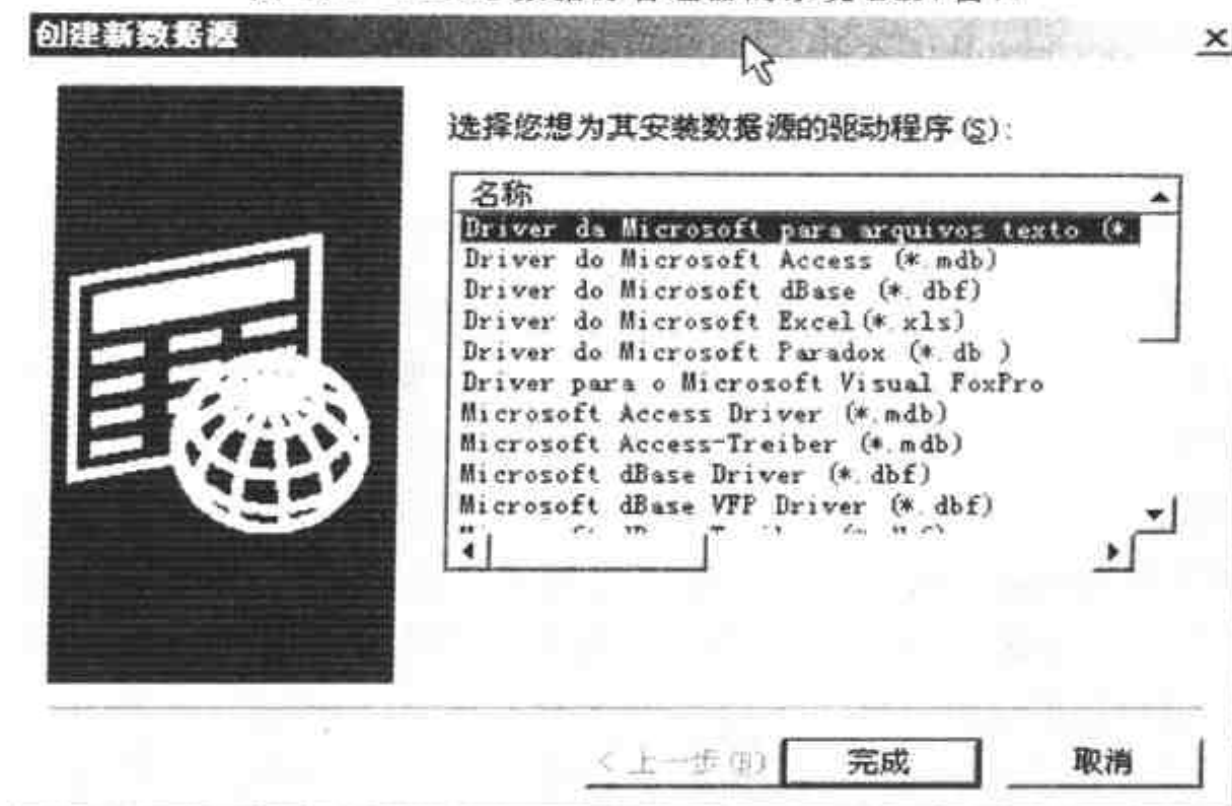 创建新数据源
选择您想为其安装数据源的驱动程序(S):
名称
Driver da Microsoft para arquivos texto (*.
Driver do Microsoft Access (*.mdb)
Driver do Microsoft dBase (*.dbf)
Driver do Microsoft Excel(*.xls)
Driver do Microsoft Paradox (*.db )
Driver para o Microsoft Visual FoxPro
Microsoft Access Driver (*.mdb)
Microsoft Access-Treiber (*.mdb)
Microsoft dBase Driver (*.dbf)
Microsoft dBase VFP Driver (*.dbf)
<上一步(B)
完成
取消